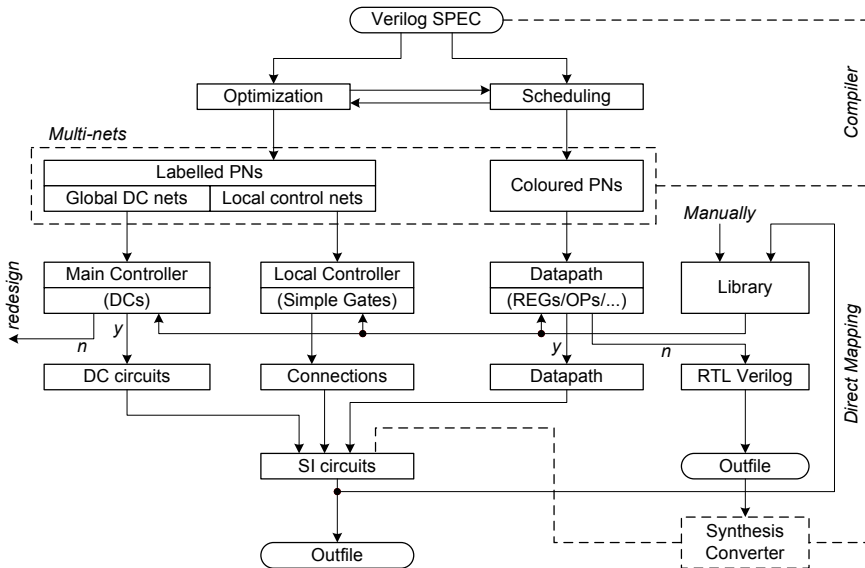 Verilog SPEC
Compiler
Optimization
Scheduling
Multi-nets
Labelled PNs
Global DC nets
Local control nets
Coloured PNs
Manually
Main Controller
(DCs)
Local Controller
(Simple Gates)
Datapath
(REGs/OPs/...)
Library
redesign
n
y
y
n
Direct Mapping
DC circuits
Connections
Datapath
RTL Verilog
SI circuits
Outfile
Outfile
Synthesis
Converter